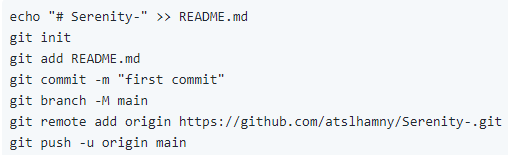 echo "# Serenity-" >> README.md
git init
git add README.md
git commit -m "first commit"
git branch -M main
git remote add origin https://github.com/atslhamny/Serenity-.git
git push -u origin main